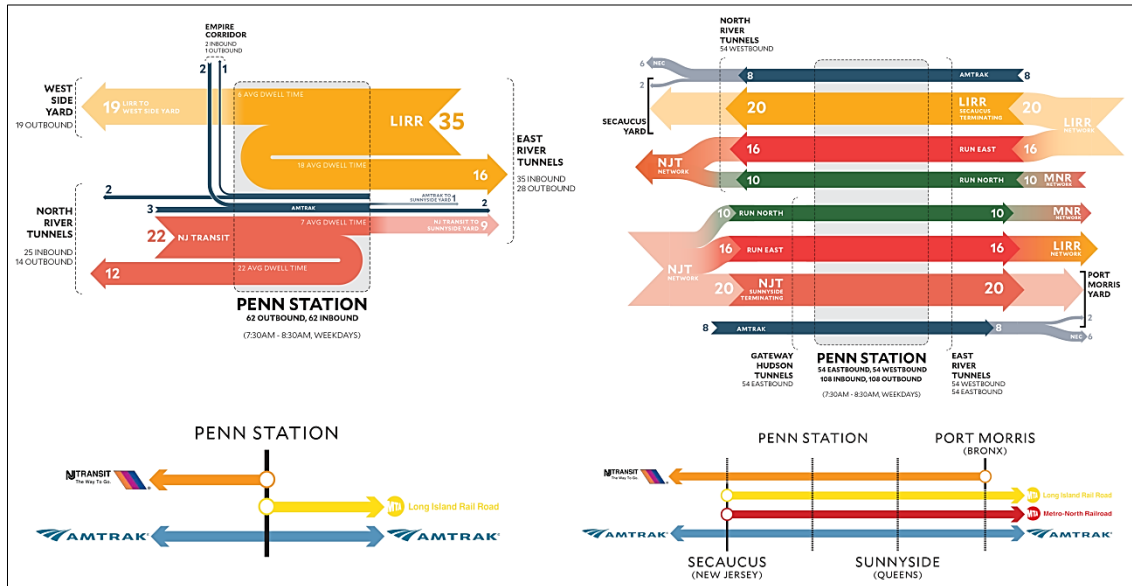 EMPIRE
CORRIDOR
2 INBOUND
1 OUTBOUND
2
1
WEST
SIDE
YARD
19 OUTBOUND
19 LIRR TO
WEST SIDE YARD
6 AVG DWELL TIME
LIRR 35
18 AVG DWELL TIME
16
EAST
RIVER
TUNNELS
35 INBOUND
28 OUTBOUND
2
AMTRAK TO
SUNNYSIDE YARD
1
3
AMTRAK
2
NORTH
RIVER
TUNNELS
25 INBOUND
14 OUTBOUND
22 NJ TRANSIT
7 AVG DWELL TIME
NJ TRANSIT TO
SUNNYSIDE YARD
9
12
22 AVG DWELL TIME
PENN STATION
62 OUTBOUND, 62 INBOUND
(7:30AM - 8:30AM, WEEKDAYS)
NORTH
RIVER
TUNNELS
54 WESTBOUND
6
NEC
8
AMTRAK
8
2
SECAUCUS
YARD
20
LIRR
SECAUCUS
TERMINATING
20
LIRR
NETWORK
16
RUN EAST
16
NJT
NETWORK
10
RUN NORTH
10
MNR
NETWORK
10
RUN NORTH
10
MNR
NETWORK
16
RUN EAST
16
LIRR
NETWORK
NJT
NETWORK
20
NJT
SUNNYSIDE
TERMINATING
20
PORT
MORRIS
YARD
2
8
AMTRAK
8
NEC
6
GATEWAY
HUDSON
TUNNELS
54 EASTBOUND
PENN STATION
54 EASTBOUND, 54 WESTBOUND
108 INBOUND, 108 OUTBOUND
(7:30AM - 8:30AM, WEEKDAYS)
EAST
RIVER
TUNNELS
54 WESTBOUND
54 EASTBOUND
PENN STATION
NJ TRANSIT
The Way To Go.
MTA Long Island Rail Road
AMTRAK
AMTRAK
PENN STATION
PORT MORRIS
(BRONX)
NJ TRANSIT
The Way To Go.
MTA Long Island Rail Road
MTA Metro-North Railroad
AMTRAK
AMTRAK
SECAUCUS
(NEW JERSEY)
SUNNYSIDE
(QUEENS)